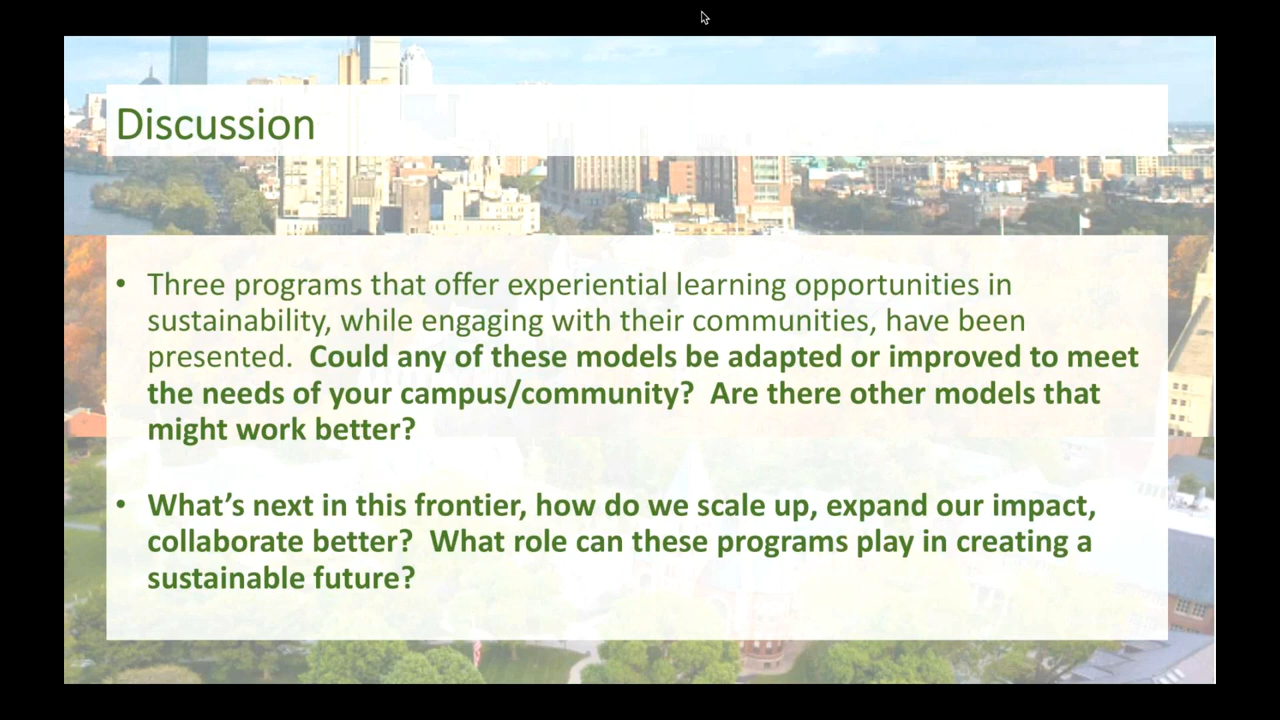 Discussion
• Three programs that offer experiential learning opportunities in
sustainability, while engaging with their communities, have been
presented.  Could any of these models be adapted or improved to meet
the needs of your campus/community?  Are there other models that
might work better?
• What’s next in this frontier, how do we scale up, expand our impact,
collaborate better?  What role can these programs play in creating a
sustainable future?